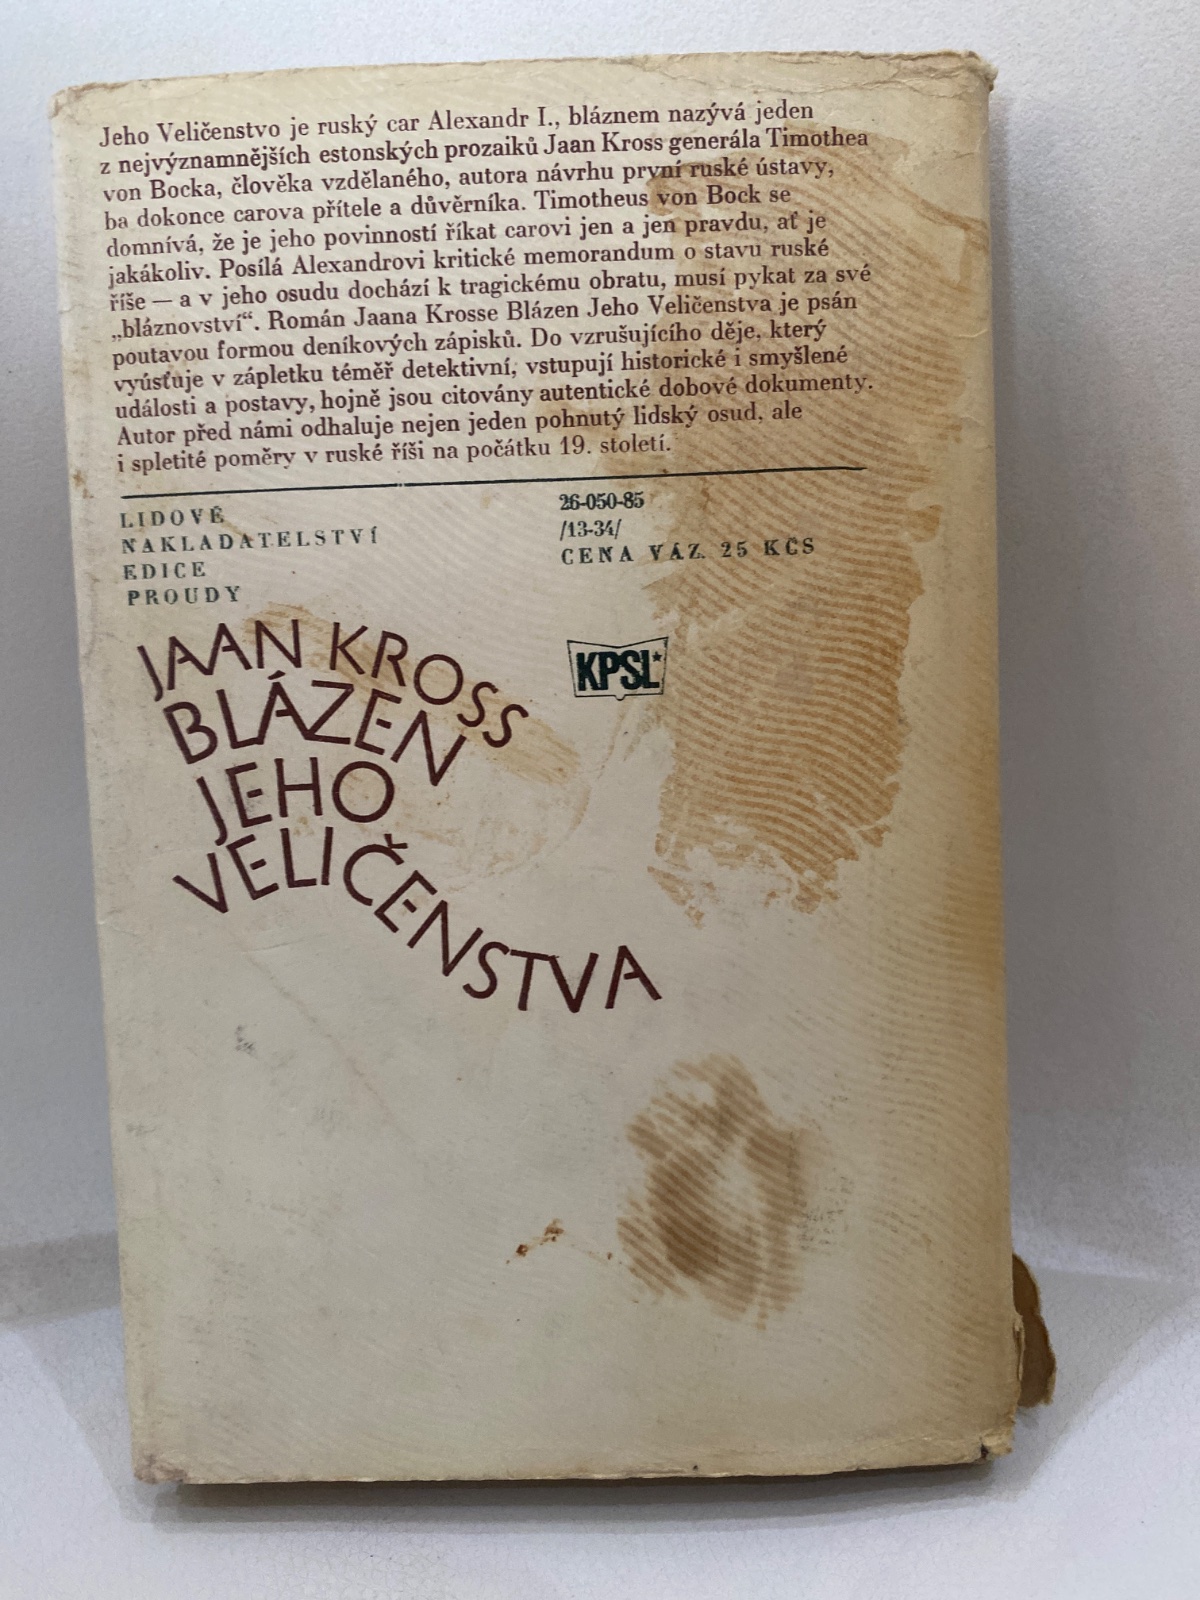 Jeho Veličenstvo je ruský car Alexandr I., bláznem nazývá jeden
z nejvýznamnějších estonských prozaiků Jaan Kross generála Timothea
von Bocka, člověka vzdělaného, autora návrhu první ruské ústavy,
ba dokonce carova přítele a důvěrníka. Timotheus von Bock se
domnívá, že je jeho povinností říkat carovi jen a jen pravdu, ať je
jakákoliv. Posílá Alexandrovi kritické memorandum o stavu ruské
říše — a v jeho osudu dochází k tragickému obratu, musí pykat za své
„bláznovství“. Román Jaana Krosse Blázen Jeho Veličenstva je psán
poutavou formou deníkových zápisků. Do vzrušujícího děje, který
vyúsťuje v zápletku téměř detektivní, vstupují historické i smyšlené
události a postavy, hojně jsou citovány autentické dobové dokumenty.
Autor před námi odhaluje nejen jeden pohnutý lidský osud, ale
i spletité poměry v ruské říši na počátku 19. století.
LIDOVÉ
NAKLADATELSTVÍ
EDICE
PROUDY
26-050-85
/13-34/
CENA VÁZ. 25 KČS
KPSL*
JAAN KROSS
BLÁZEN
JEHO
VELIČENSTVA